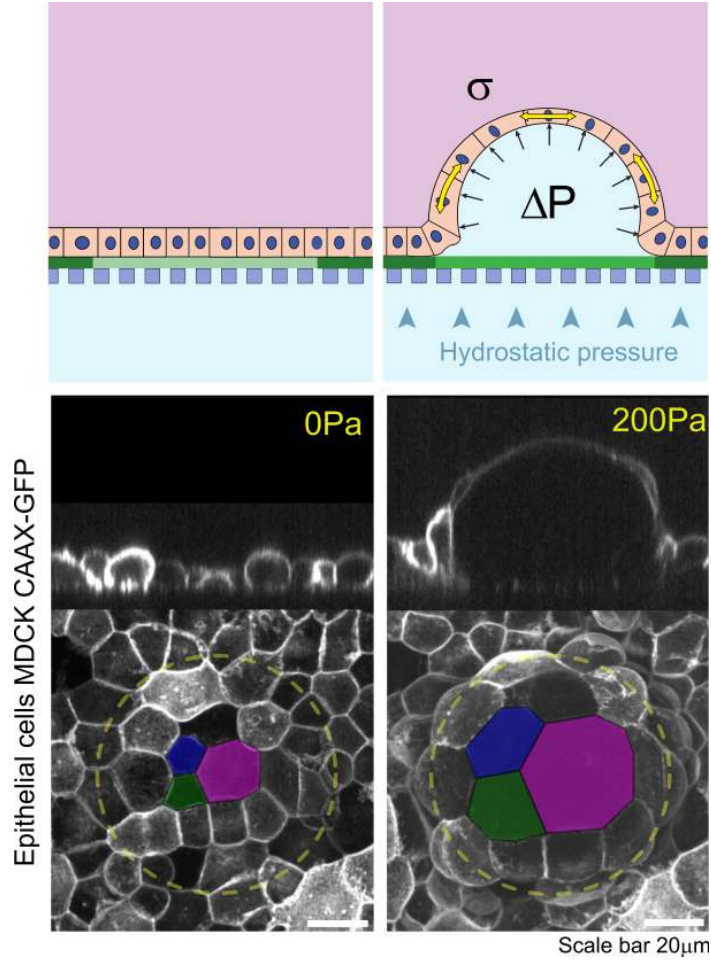 σ
ΔP
Hydrostatic pressure
Epithelial cells MDCK CAAX-GFP
0Pa
200Pa
Scale bar 20μm